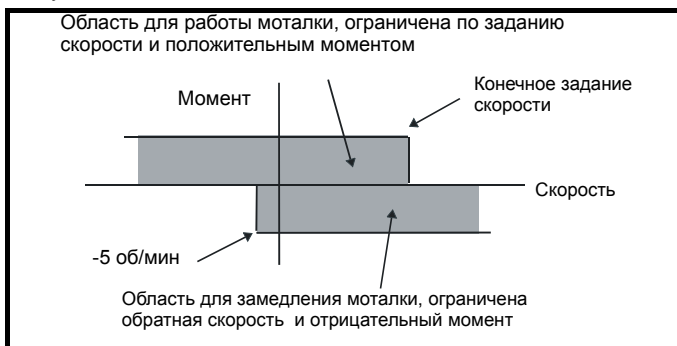 Область для работы моталки, ограничена по заданию
скорости и положительным моментом
Конечное задание
скорости
Момент
Скорость
-5 об/мин
Область для замедления моталки, ограничена
обратная скорость и отрицательный момент